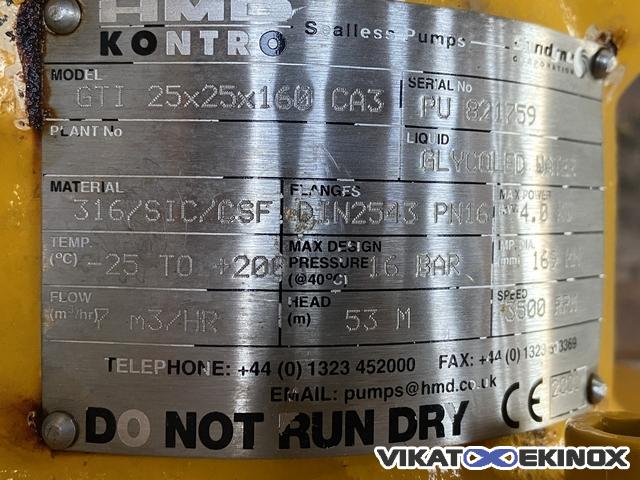 HMD
KONTRO Sealless Pumps
CORPORATION
MODEL GTI 25x25x160 CA3
SERIAL No PU 821759
PLANT No
LIQUID GLYCOLED WATER
MATERIAL 316/SIC/CSF
FLANGES DIN2543 PN16
MAX POWER 4.0
TEMP. (°C) -25 TO +200
MAX DESIGN PRESSURE (@40°C) 16 BAR
IMP. DIA. (mm)
FLOW (m³/hr) 7 m3/HR
HEAD (m) 53 M
SPEED 3500 RPM
TELEPHONE: +44 (0) 1323 452000 FAX: +44 (0)
EMAIL: pumps@hmd.co.uk
DO NOT RUN DRY CE
VIKAT EKINOX